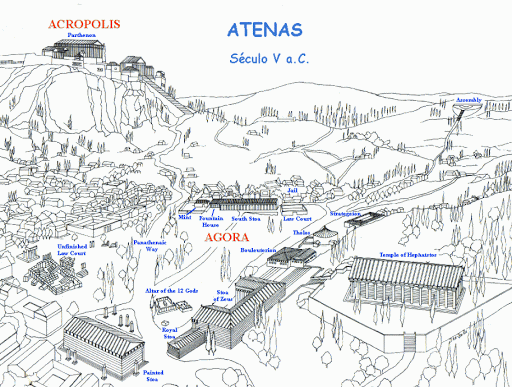 ACROPOLIS
Parthenon
ATENAS
Século V a.C.
Assembly
Jail
Mint
Fountain
House
South Stoa
Law Court
Strategeion
Tholos
AGORA
Bouleuterion
Unfinished
Law Court
Panathenaic
Way
Temple of Hephaistos
Altar of the 12 Gods
Stoa
of Zeus
Royal
Stoa
Painted
Stoa